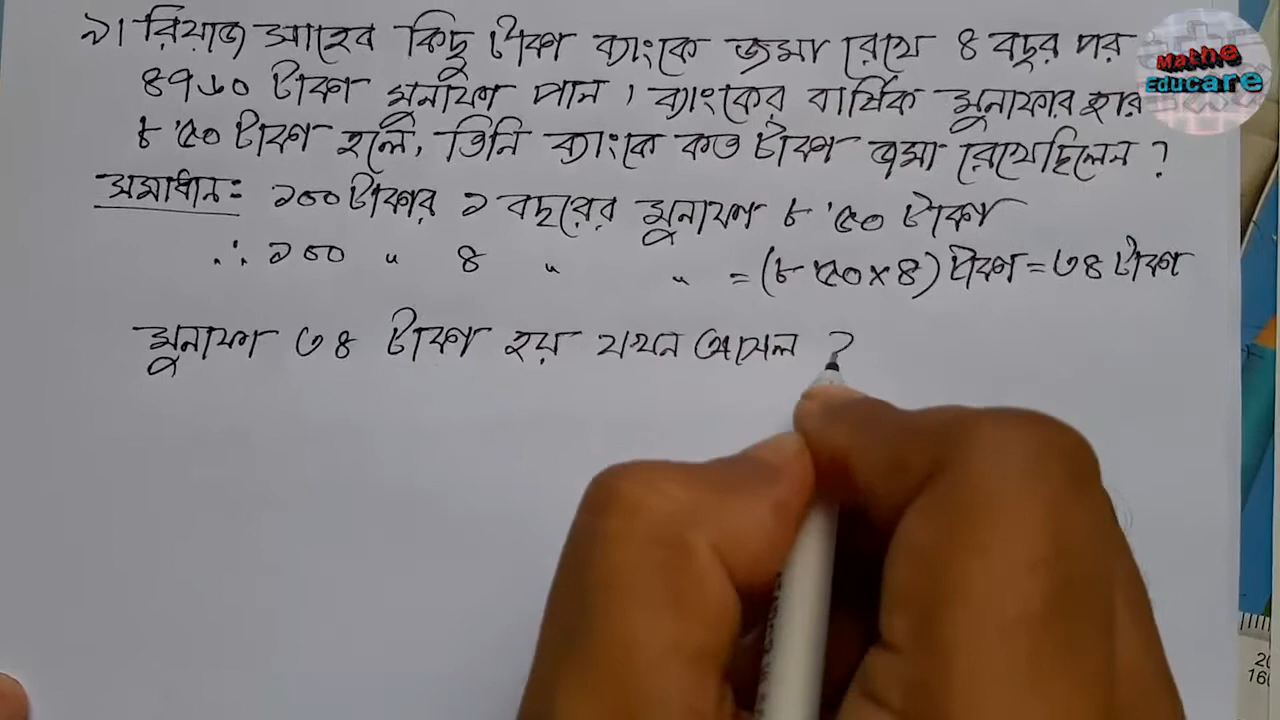 ৯। রিয়াজ সাহেব কিছু টাকা ব্যাংকে জমা রেখে ৪ বছর পর
৪৭৬০ টাকা মুনাফা পান। ব্যাংকের বার্ষিক মুনাফার হার
৮.৫০ টাকা হলে, তিনি ব্যাংকে কত টাকা জমা রেখেছিলেন ?
সমাধান: ১০০ টাকার ১ বছরের মুনাফা ৮.৫০ টাকা
∴ ১০০ " ৪ " " = (৮.৫০×৪) টাকা = ৩৪ টাকা
মুনাফা ৩৪ টাকা হয় যখন আসল
Mathe
Educare